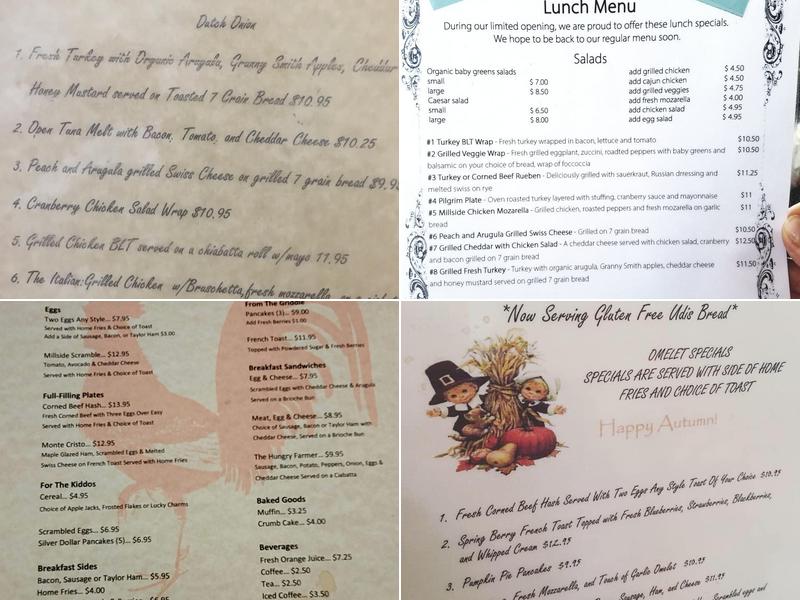 Dutch Onion
1. Fresh Turkey with Organic Arugula, Granny Smith Apples, Cheddar
Honey Mustard served on Toasted 7 Grain Bread $10.95
2. Open Tuna Melt with Bacon, Tomato, and Cheddar Cheese $10.25
3. Peach and Arugula grilled Swiss Cheese on grilled 7 grain bread $9.95
4. Cranberry Chicken Salad Wrap $10.95
5. Grilled Chicken BLT served on a chiabatta roll w/mayo 11.95
6. The Italian:Grilled Chicken w/Bruschetta,fresh mozzarella,
Lunch Menu
During our limited opening, we are proud to offer these lunch specials.
We hope to be back to our regular menu soon.
Salads
Organic baby greens salads
small $ 7.00
large $ 8.50
Caesar salad
small $ 6.50
large $ 8.00
add grilled chicken $ 4.50
add cajun chicken $ 4.50
add grilled veggies $ 4.75
add fresh mozarella $ 4.00
add chicken salad $ 4.95
add egg salad $ 4.95
#1 Turkey BLT Wrap - Fresh turkey wrapped in bacon, lettuce and tomato $10.50
#2 Grilled Veggie Wrap - Fresh grilled eggplant, zuccini, roadted peppers with baby greens and $10.50
balsamic on your choice of bread, wrap of foccoccia
#3 Turkey or Corned Beef Rueben - Deliciously grilled with sauerkraut, Russian drressing and $11.25
melted swiss on rye
#4 Pilgrim Plate - Oven roasted turkey layered with stuffing, cranberry sauce and mayonnaise $11
#5 Millside Chicken Mozarella - Grilled chicken, roasted peppers and fresh mozarella on garlic $11
bread
#6 Peach and Arugula Grilled Swiss Cheese - Grilled on 7 grain bread $10.50
#7 Grilled Cheddar with Chicken Salad - A cheddar cheese served with chicken salad, cranberry $12.50
and bacon grilled on 7 grain bread
#8 Grilled Fresh Turkey - Turkey with organic arugula, Granny Smith apples, cheddar cheese $11.50
and honey mustard served on grilled 7 grain bread
Eggs
Two Eggs Any Style... $7.95
Served with Home Fries & Choice of Toast
Add a Side of Sausage, Bacon, or Taylor Ham $3.00
Millside Scramble... $12.95
Tomato, Avocado & Cheddar Cheese
Served with Home Fries & Choice of Toast
Full-Filling Plates
Corned Beef Hash... $13.95
Fresh Corned Beef with Three Eggs Over Easy
Served with Home Fries & Choice of Toast
Monte Cristo... $12.95
Maple Glazed Ham, Scrambled Eggs & Melted
Swiss Cheese on French Toast Served with Home Fries
For The Kiddos
Cereal... $4.95
Choice of Apple Jacks, Frosted Flakes or Lucky Charms
Scrambled Eggs... $6.95
Silver Dollar Pancakes (5)... $6.95
Breakfast Sides
Bacon, Sausage or Taylor Ham... $5.95
Home Fries... $4.00
From The Griddle
Pancakes (3)... $9.00
Add Fresh Berries $1.00
French Toast... $11.95
Topped with Powdered Sugar & Fresh Berries
Breakfast Sandwiches
Egg & Cheese... $7.95
Scrambled Eggs with Cheddar Cheese & Arugula
Served on a Brioche Bun
Meat, Egg & Cheese... $8.95
Choice of Sausage, Bacon or Taylor Ham with
Cheddar Cheese, Served on a Brioche Bun
The Hungry Farmer... $9.95
Sausage, Bacon, Potato, Peppers, Onion, Eggs &
Cheddar Cheese Served on a Ciabatta
Baked Goods
Muffin... $3.25
Crumb Cake... $4.00
Beverages
Fresh Orange Juice... $7.25
Coffee... $2.50
Tea... $2.50
Iced Coffee... $3.50
*Now Serving Gluten Free Udis Bread*
OMELET SPECIALS
SPECIALS ARE SERVED WITH SIDE OF HOME
FRIES AND CHOICE OF TOAST
Happy Autumn!
1. Fresh Corned Beef Hash Served With Two Eggs Any Style Toast Of Your Choice $10.95
2. Spring Berry French Toast Topped with Fresh Blueberries, Strawberries, Blackberries,
and Whipped Cream $12.95
3. Pumpkin Pie Pancakes $9.95
Fresh Mozzarella, and Touch of Garlic Omelet $10.95
Sausage, Ham, and Cheese $11.95
Scrambled eggs and